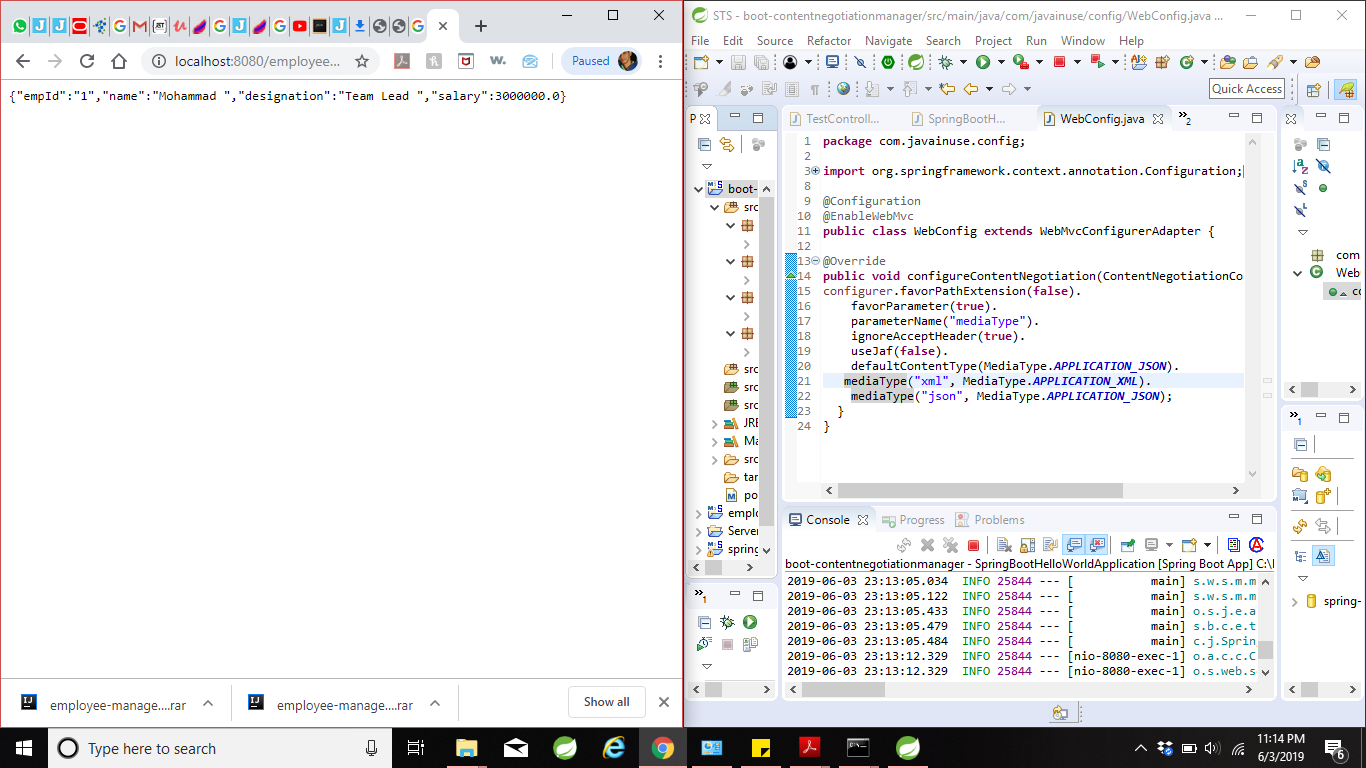 localhost:8080/employee...
Paused
{"empId":"1","name":"Mohammad ","designation":"Team Lead ","salary":3000000.0}
employee-manage....rar
employee-manage....rar
Show all
STS - boot-contentnegotiationmanager/src/main/java/com/javainuse/config/WebConfig.java ...
File Edit Source Refactor Navigate Search Project Run Window Help
Quick Access
P
TestControll... SpringBootH... WebConfig.java 2
boot-
src
src
src
src
JRE
Ma
src
tar
po
emplo
Server
spring
1 package com.javainuse.config;
2
3 import org.springframework.context.annotation.Configuration;
8
9 @Configuration
10 @EnableWebMvc
11 public class WebConfig extends WebMvcConfigurerAdapter {
12
13 @Override
14 public void configureContentNegotiation(ContentNegotiationCo
15 configurer.favorPathExtension(false).
16 favorParameter(true).
17 parameterName("mediaType").
18 ignoreAcceptHeader(true).
19 useJaf(false).
20 defaultContentType(MediaType.APPLICATION_JSON).
21 mediaType("xml", MediaType.APPLICATION_XML).
22 mediaType("json", MediaType.APPLICATION_JSON);
23 }
24 }
com
Web
co
1
spring-
1
Console Progress Problems
boot-contentnegotiationmanager - SpringBootHelloWorldApplication [Spring Boot App] C:\
2019-06-03 23:13:05.034 INFO 25844 --- [ main] s.w.s.m.m
2019-06-03 23:13:05.122 INFO 25844 --- [ main] s.w.s.m.m
2019-06-03 23:13:05.433 INFO 25844 --- [ main] o.s.j.e.a
2019-06-03 23:13:05.479 INFO 25844 --- [ main] s.b.c.e.t
2019-06-03 23:13:05.484 INFO 25844 --- [ main] c.j.Sprin
2019-06-03 23:13:12.329 INFO 25844 --- [nio-8080-exec-1] o.a.c.c.C
2019-06-03 23:13:12.329 INFO 25844 --- [nio-8080-exec-1] o.s.web.s
Type here to search
11:14 PM
6/3/2019
6